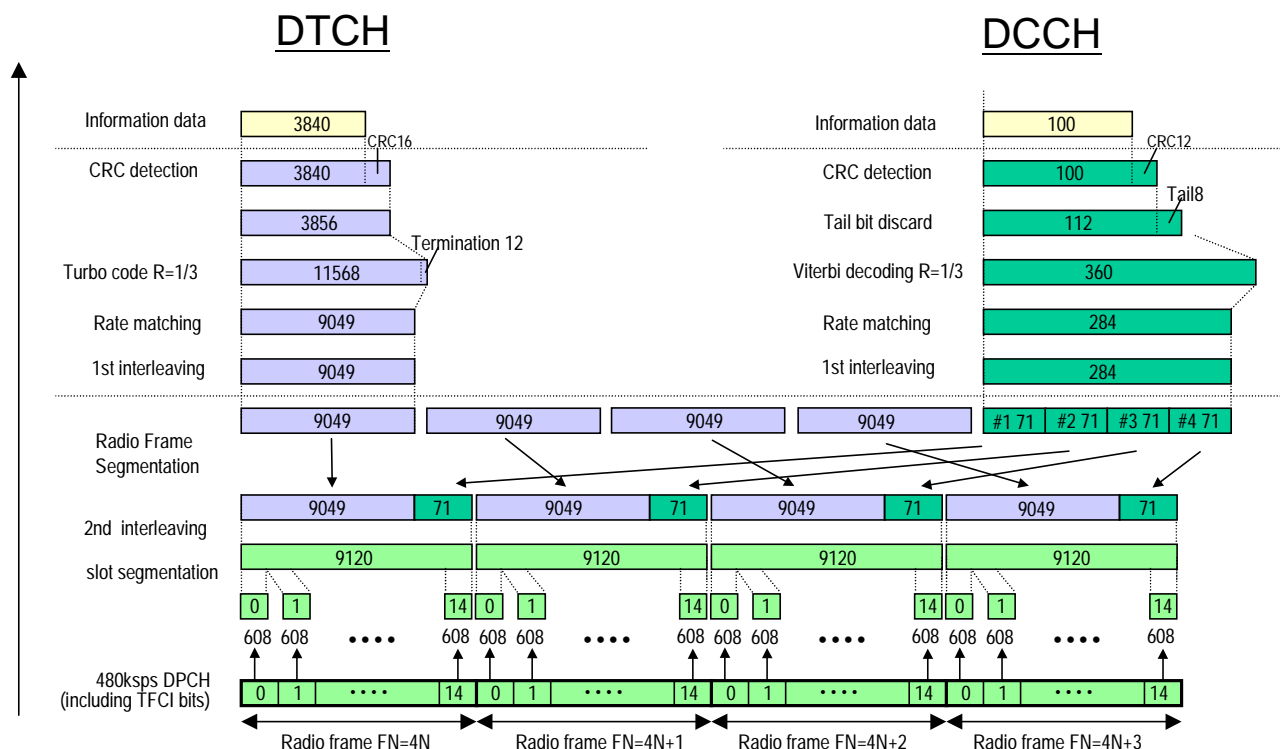 DTCH DCCH
Information data 3840 Information data 100
CRC16 CRC12
CRC detection 3840 CRC detection 100
Tail8
3856 Tail bit discard 112
Termination 12
Turbo code R=1/3 11568 Viterbi decoding R=1/3 360
Rate matching 9049 Rate matching 284
1st interleaving 9049 1st interleaving 284
9049 9049 9049 9049 #1 71 #2 71 #3 71 #4 71
Radio Frame
Segmentation
9049 71 9049 71 9049 71 9049 71
2nd interleaving
9120 9120 9120 9120
slot segmentation
0 1 14 0 1 14 0 1 14 0 1 14
608 608 •••• 608 608 608 •••• 608 608 608 •••• 608 608 608 •••• 608
480ksps DPCH
(including TFCI bits)
0 1 •••• 14 0 1 •••• 14 0 1 •••• 14 0 1 •••• 14
Radio frame FN=4N Radio frame FN=4N+1 Radio frame FN=4N+2 Radio frame FN=4N+3